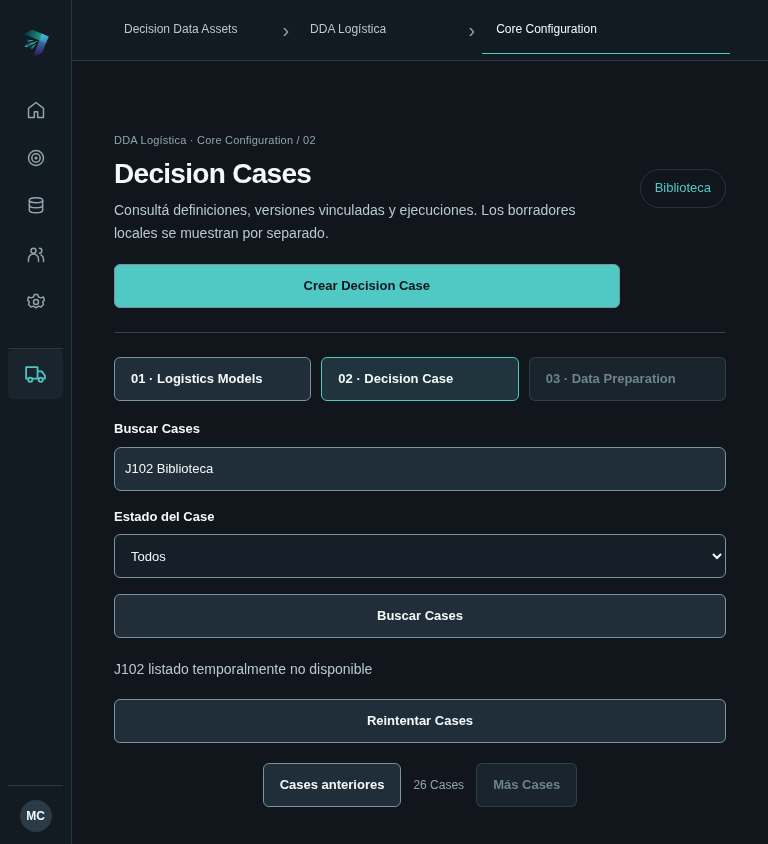 Decision Data Assets › DDA Logística › Core Configuration
DDA Logística · Core Configuration / 02
Decision Cases
Biblioteca
Consultá definiciones, versiones vinculadas y ejecuciones. Los borradores
locales se muestran por separado.
Crear Decision Case
01 · Logistics Models
02 · Decision Case
03 · Data Preparation
Buscar Cases
J102 Biblioteca
Estado del Case
Todos
Buscar Cases
J102 listado temporalmente no disponible
Reintentar Cases
Cases anteriores
26 Cases
Más Cases
MC